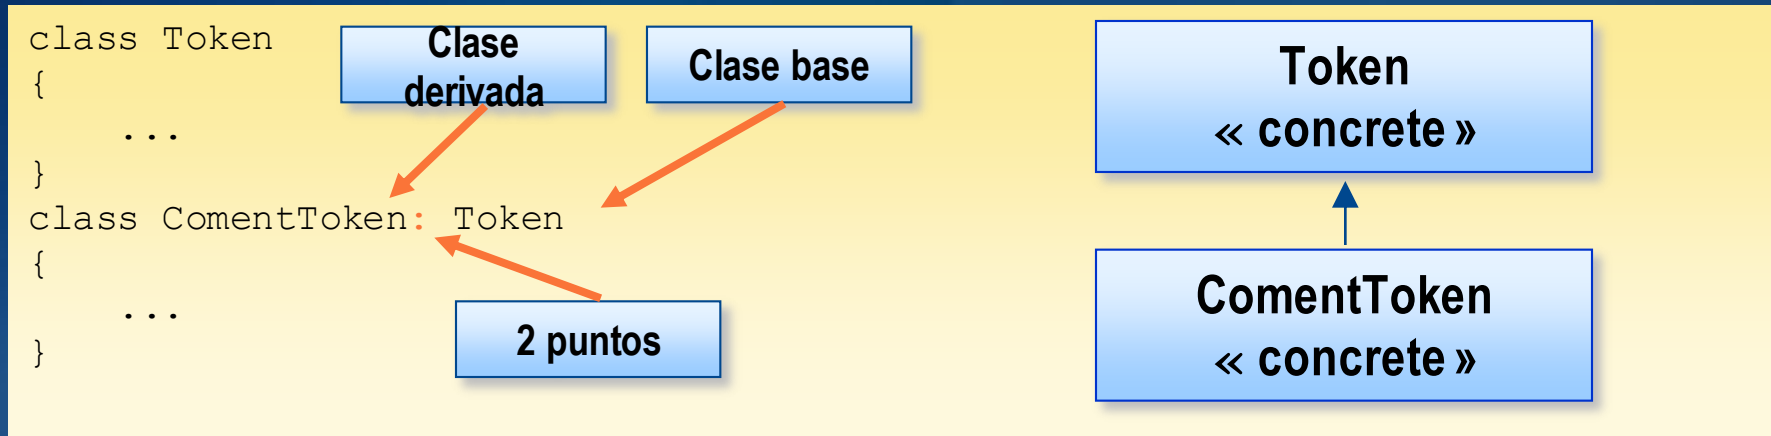 class Token
{
...
}
class ComentToken: Token
{
...
}
Clase
derivada
Clase base
2 puntos
Token
« concrete »
ComentToken
« concrete »